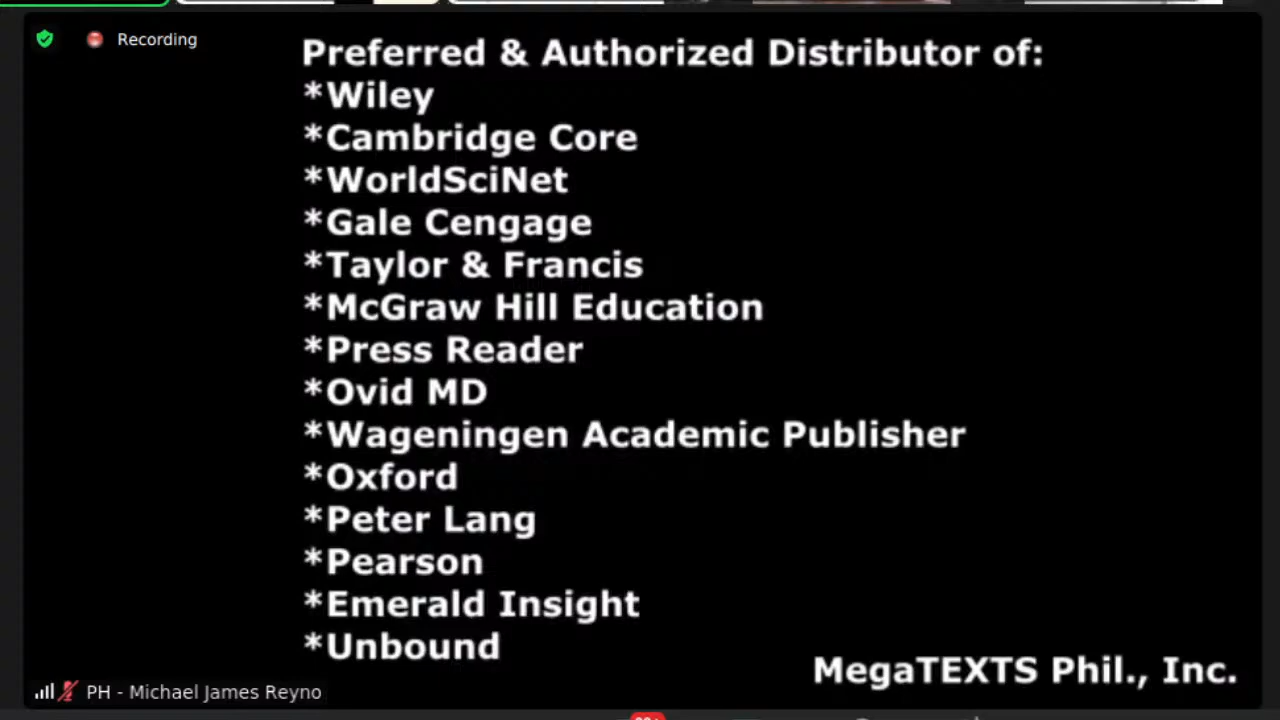 Recording
Preferred & Authorized Distributor of:
*Wiley
*Cambridge Core
*WorldSciNet
*Gale Cengage
*Taylor & Francis
*McGraw Hill Education
*Press Reader
*Ovid MD
*Wageningen Academic Publisher
*Oxford
*Peter Lang
*Pearson
*Emerald Insight
*Unbound
MegaTEXTS Phil., Inc.
PH - Michael James Reyno